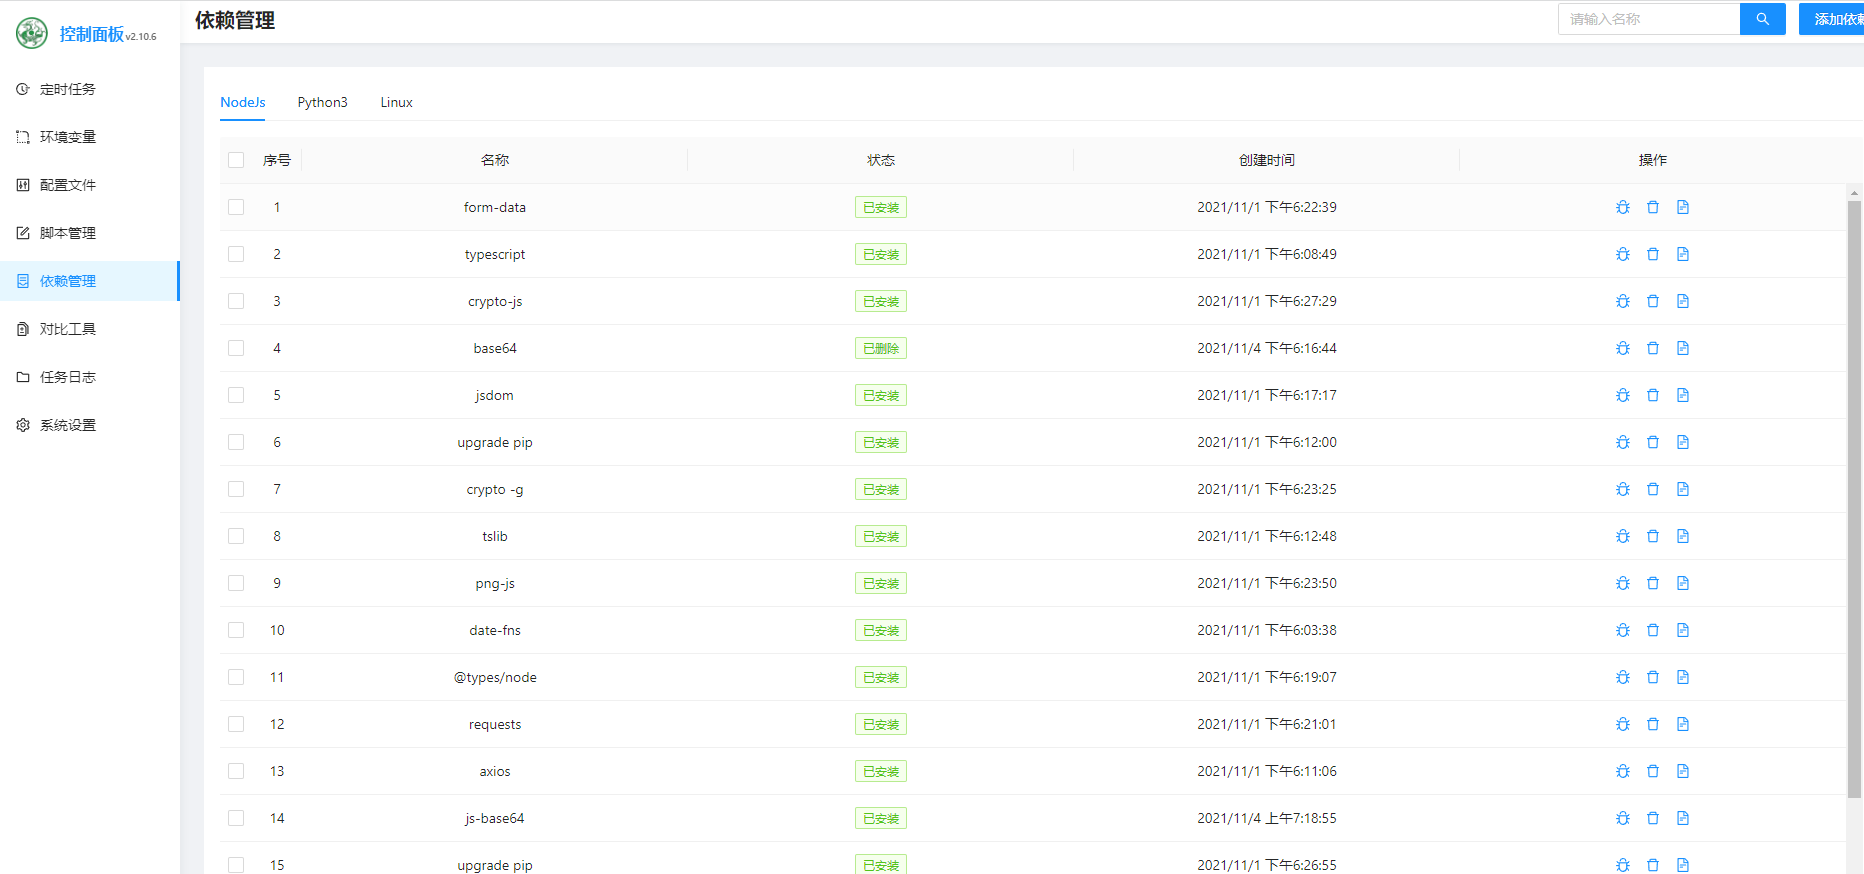 控制面板 v2.10.6
定时任务
环境变量
配置文件
脚本管理
依赖管理
对比工具
任务日志
系统设置
依赖管理
请输入名称
添加依赖
NodeJs Python3 Linux
序号 名称 状态 创建时间 操作
1 form-data 已安装 2021/11/1 下午6:22:39
2 typescript 已安装 2021/11/1 下午6:08:49
3 crypto-js 已安装 2021/11/1 下午6:27:29
4 base64 已删除 2021/11/4 下午6:16:44
5 jsdom 已安装 2021/11/1 下午6:17:17
6 upgrade pip 已安装 2021/11/1 下午6:12:00
7 crypto -g 已安装 2021/11/1 下午6:23:25
8 tslib 已安装 2021/11/1 下午6:12:48
9 png-js 已安装 2021/11/1 下午6:23:50
10 date-fns 已安装 2021/11/1 下午6:03:38
11 @types/node 已安装 2021/11/1 下午6:19:07
12 requests 已安装 2021/11/1 下午6:21:01
13 axios 已安装 2021/11/1 下午6:11:06
14 js-base64 已安装 2021/11/4 上午7:18:55
15 upgrade pip 已安装 2021/11/1 下午6:26:55